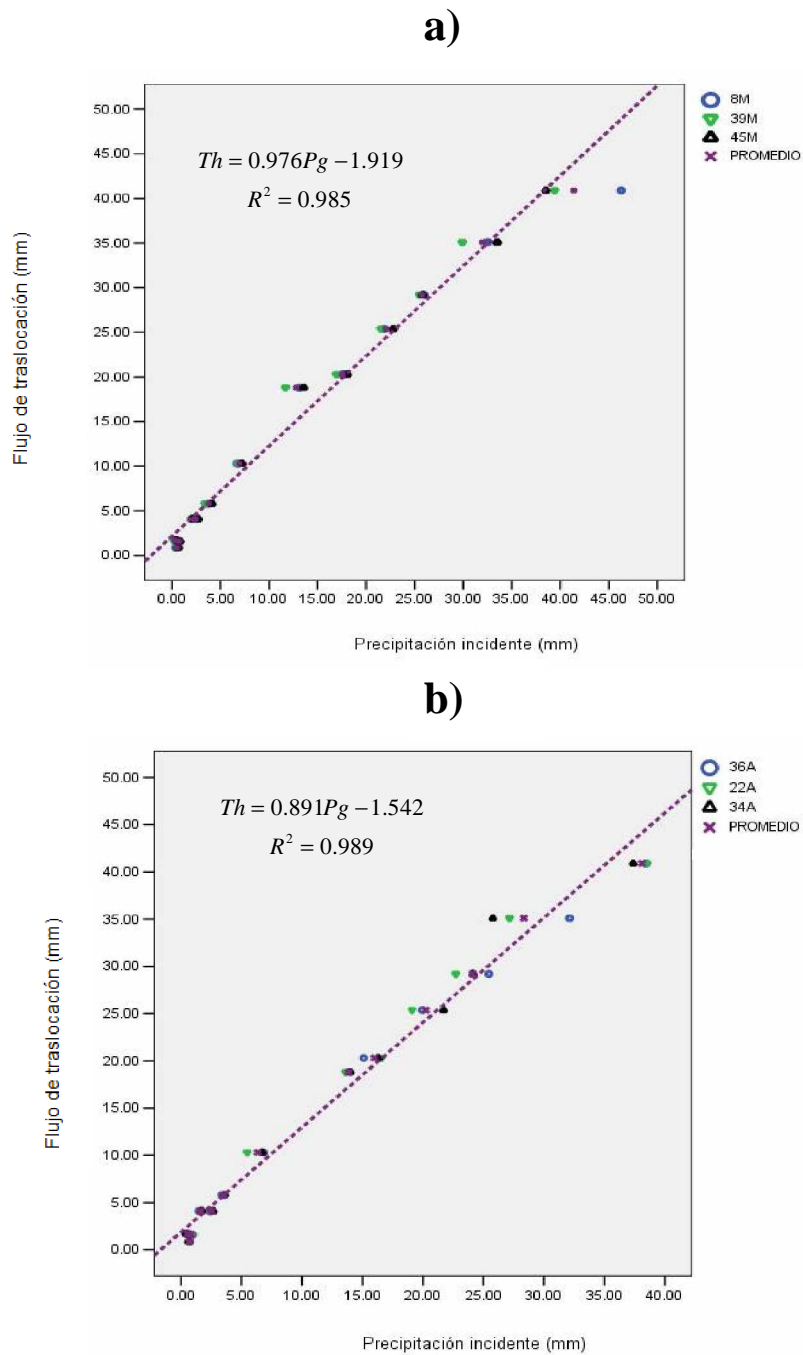 a)
50.00
45.00
40.00
35.00
30.00
25.00
20.00
15.00
10.00
5.00
0.00
Flujo de traslocación (mm)
Th = 0.976Pg − 1.919
R² = 0.985
8M
39M
45M
PROMEDIO
0.00 5.00 10.00 15.00 20.00 25.00 30.00 35.00 40.00 45.00 50.00
Precipitación incidente (mm)
b)
50.00
45.00
40.00
35.00
30.00
25.00
20.00
15.00
10.00
5.00
0.00
Flujo de traslocación (mm)
Th = 0.891Pg − 1.542
R² = 0.989
36A
22A
34A
PROMEDIO
0.00 5.00 10.00 15.00 20.00 25.00 30.00 35.00 40.00
Precipitación incidente (mm)